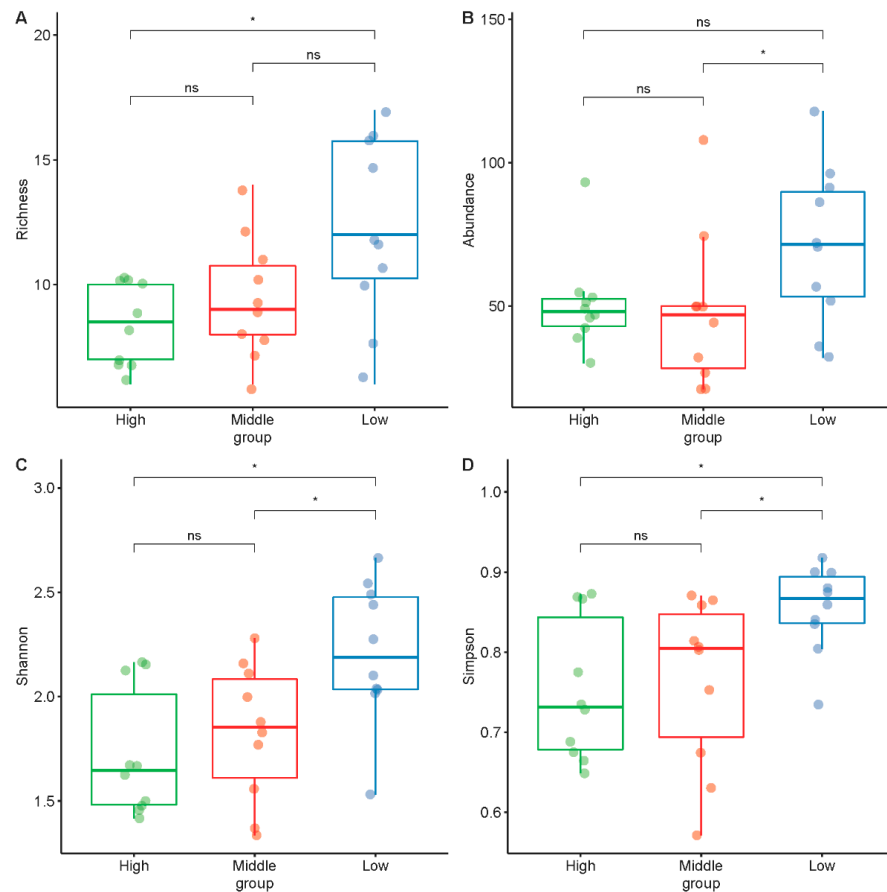 A
Richness
20
15
10
*
ns
ns
High
Middle
Low
group
B
Abundance
150
100
50
ns
*
ns
High
Middle
Low
group
C
Shannon
3.0
2.5
2.0
1.5
*
*
ns
High
Middle
Low
group
D
Simpson
1.0
0.9
0.8
0.7
0.6
*
*
ns
High
Middle
Low
group